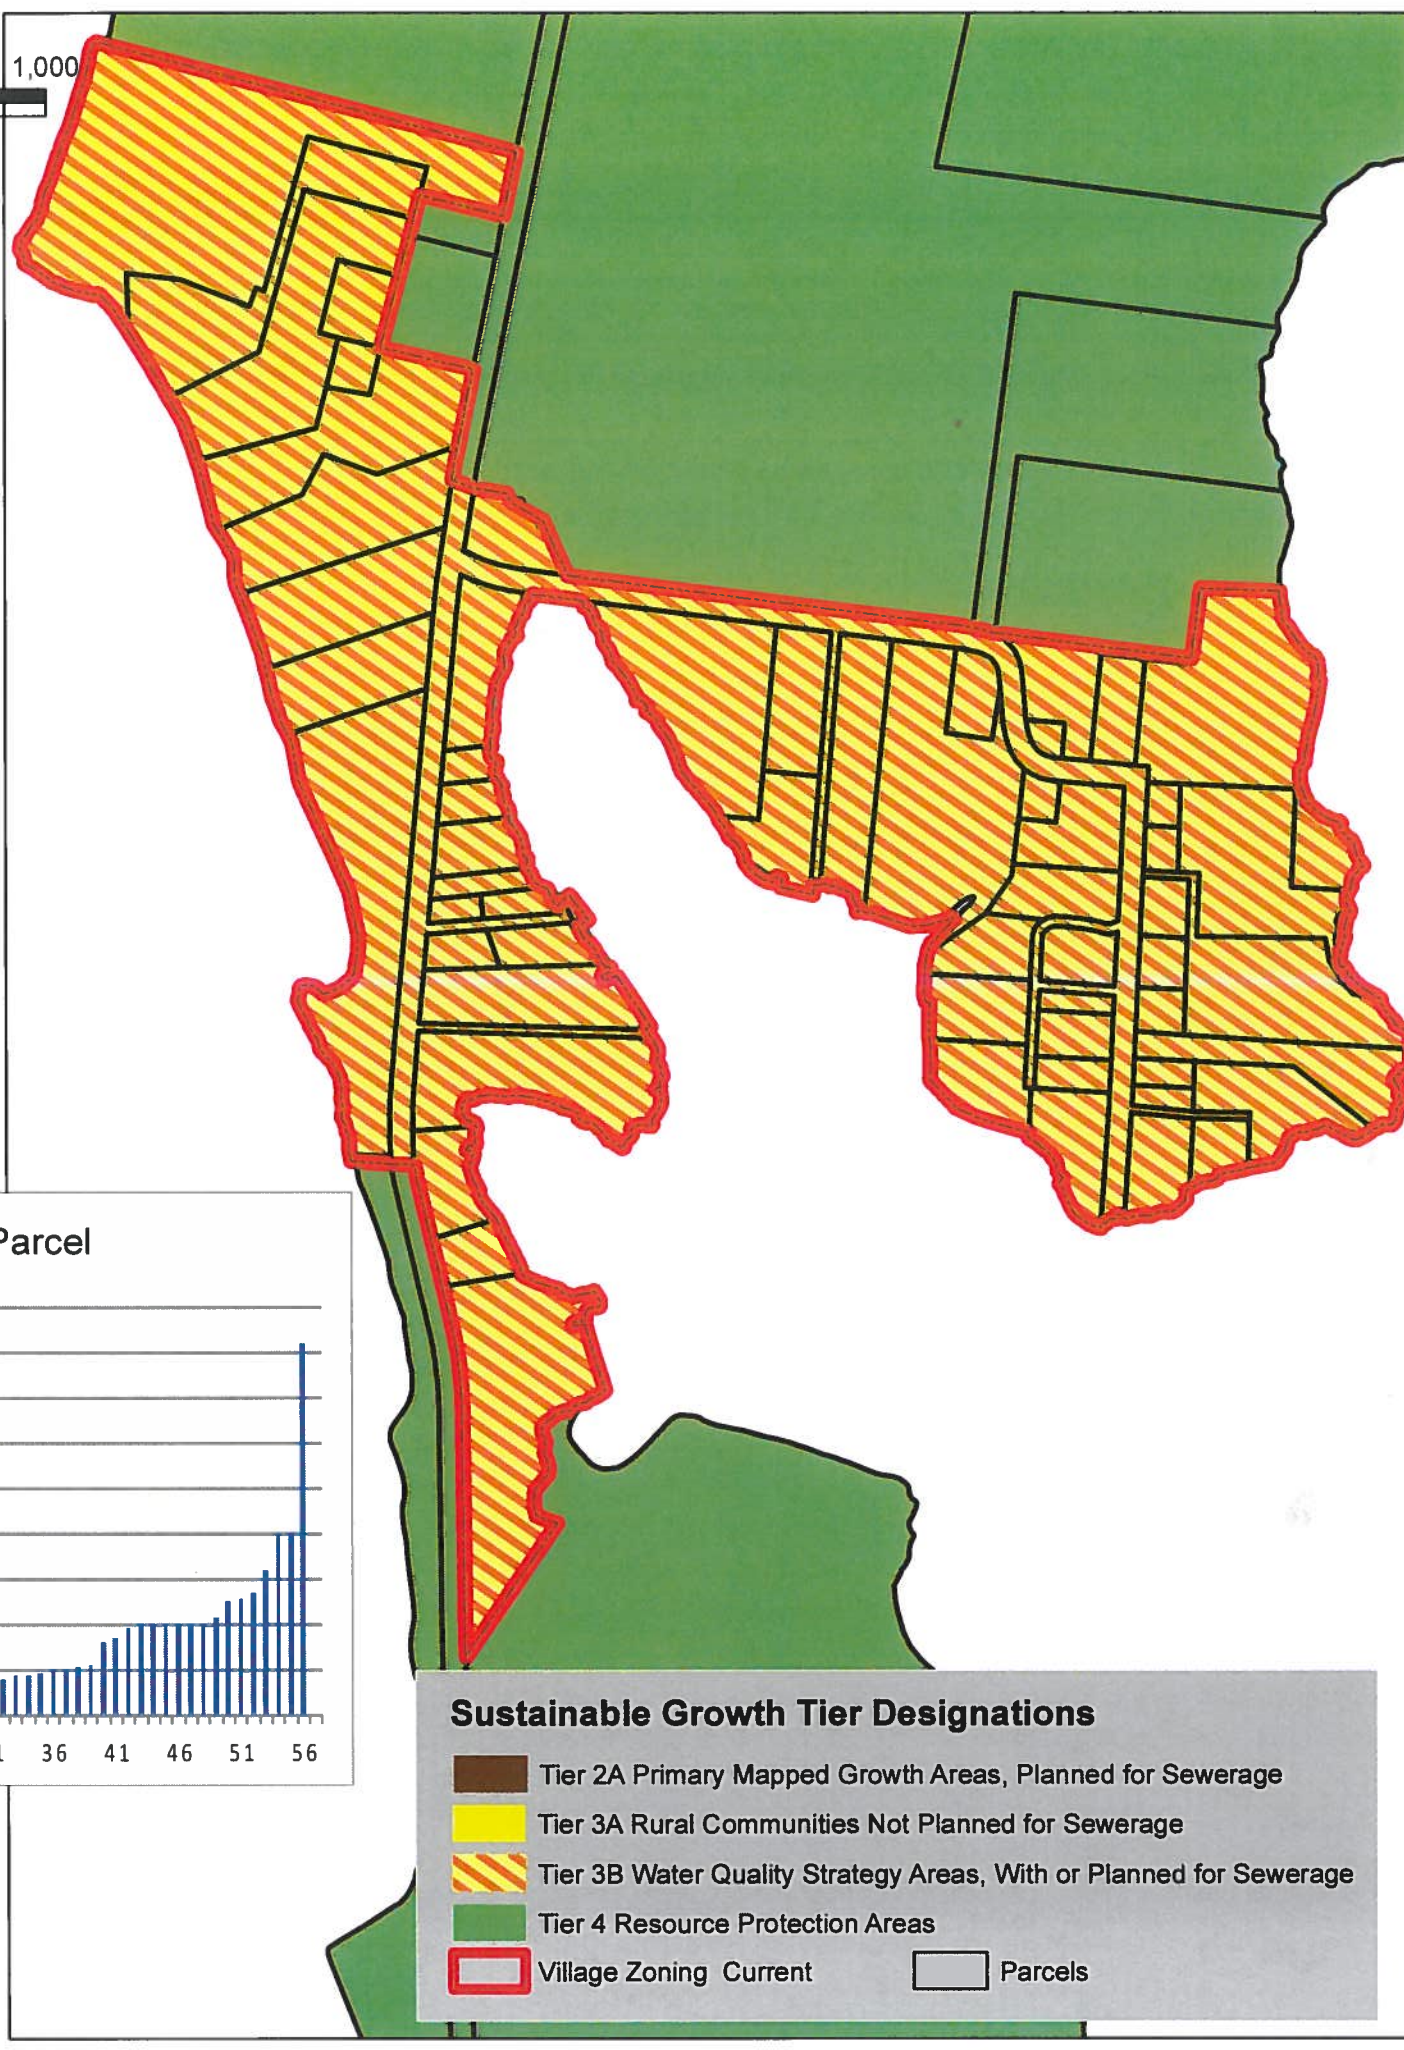 1,000
Parcel
36 41 46 51 56
Sustainable Growth Tier Designations
Tier 2A Primary Mapped Growth Areas, Planned for Sewerage
Tier 3A Rural Communities Not Planned for Sewerage
Tier 3B Water Quality Strategy Areas, With or Planned for Sewerage
Tier 4 Resource Protection Areas
Village Zoning Current
Parcels